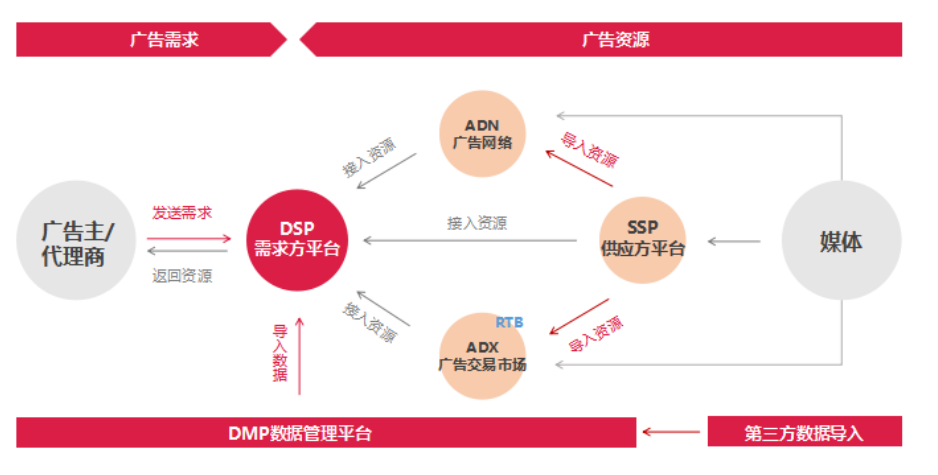 广告需求
广告资源
ADN
广告网络
接入资源
导入资源
广告主/
代理商
发送需求
返回资源
DSP
需求方平台
接入资源
SSP
供应方平台
媒体
接入资源
导入资源
RTB
ADX
广告交易市场
导入数据
DMP数据管理平台
第三方数据导入